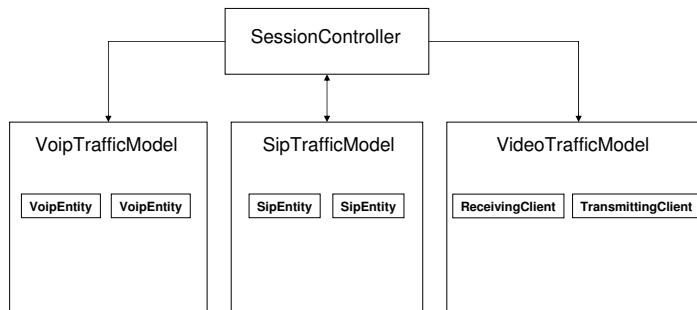 SessionController
VoipTrafficModel
SipTrafficModel
VideoTrafficModel
VoipEntity
VoipEntity
SipEntity
SipEntity
ReceivingClient
TransmittingClient